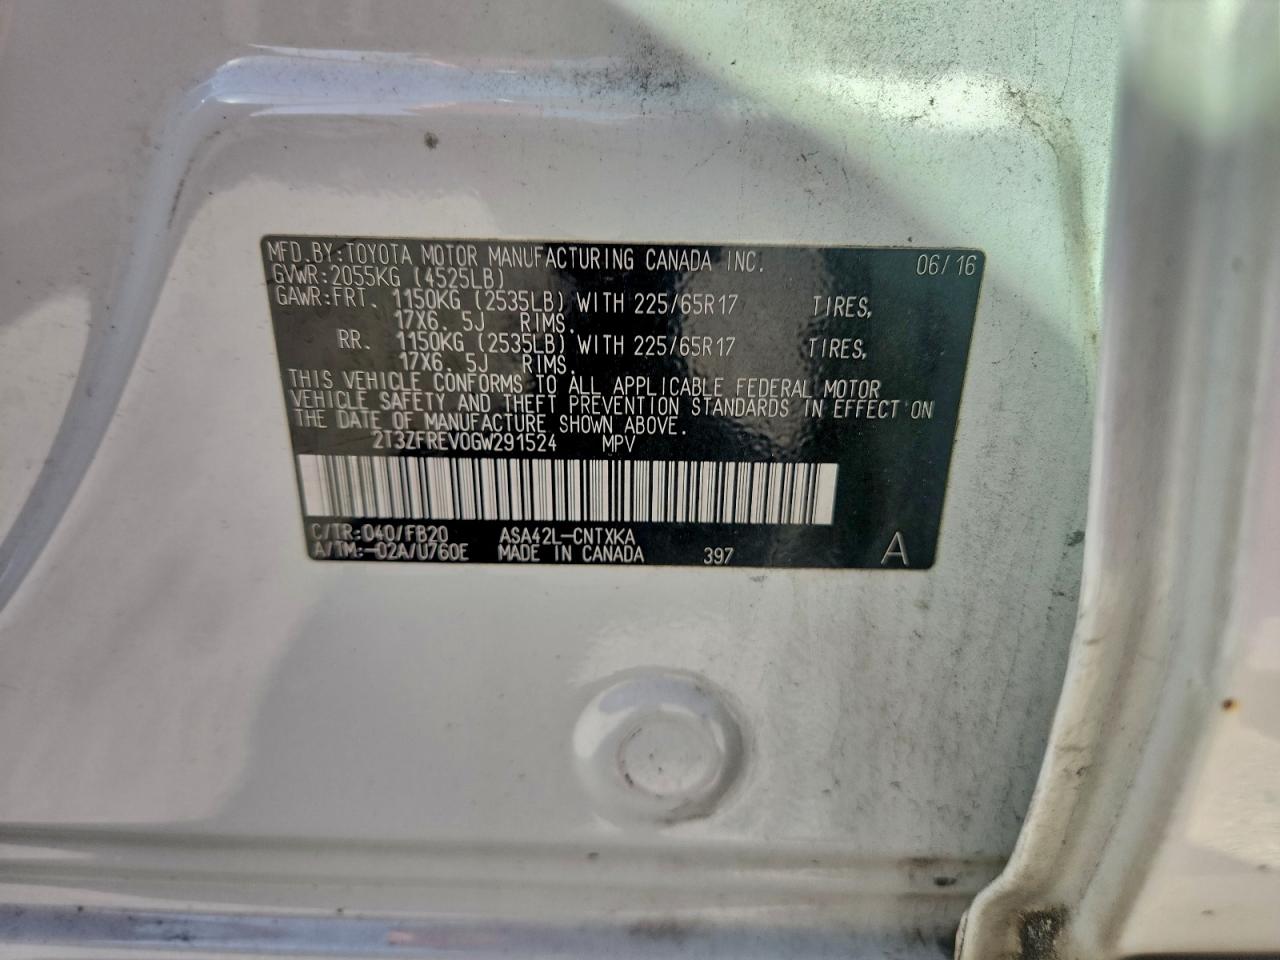 MFD.BY:TOYOTA MOTOR MANUFACTURING CANADA INC. 06/16
GVWR:2055KG (4525LB)
GAWR:FRT. 1150KG (2535LB) WITH 225/65R17 TIRES,
17X6. 5J RIMS.
RR. 1150KG (2535LB) WITH 225/65R17 TIRES,
17X6. 5J RIMS.
THIS VEHICLE CONFORMS TO ALL APPLICABLE FEDERAL MOTOR
VEHICLE SAFETY AND THEFT PREVENTION STANDARDS IN EFFECT ON
THE DATE OF MANUFACTURE SHOWN ABOVE.
2T3ZFREV0GW291524 MPV
C/TR:040/FB20 ASA42L-CNTXKA
A/TM:-02A/U760E MADE IN CANADA 397 A